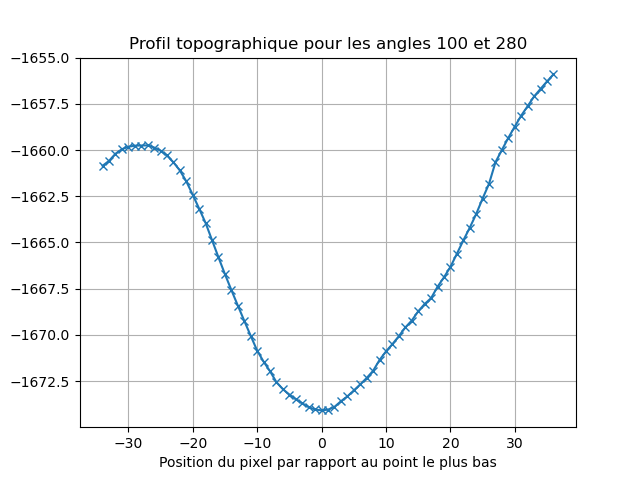 Profil topographique pour les angles 100 et 280
−1655.0
−1657.5
−1660.0
−1662.5
−1665.0
−1667.5
−1670.0
−1672.5
−30 −20 −10 0 10 20 30
Position du pixel par rapport au point le plus bas